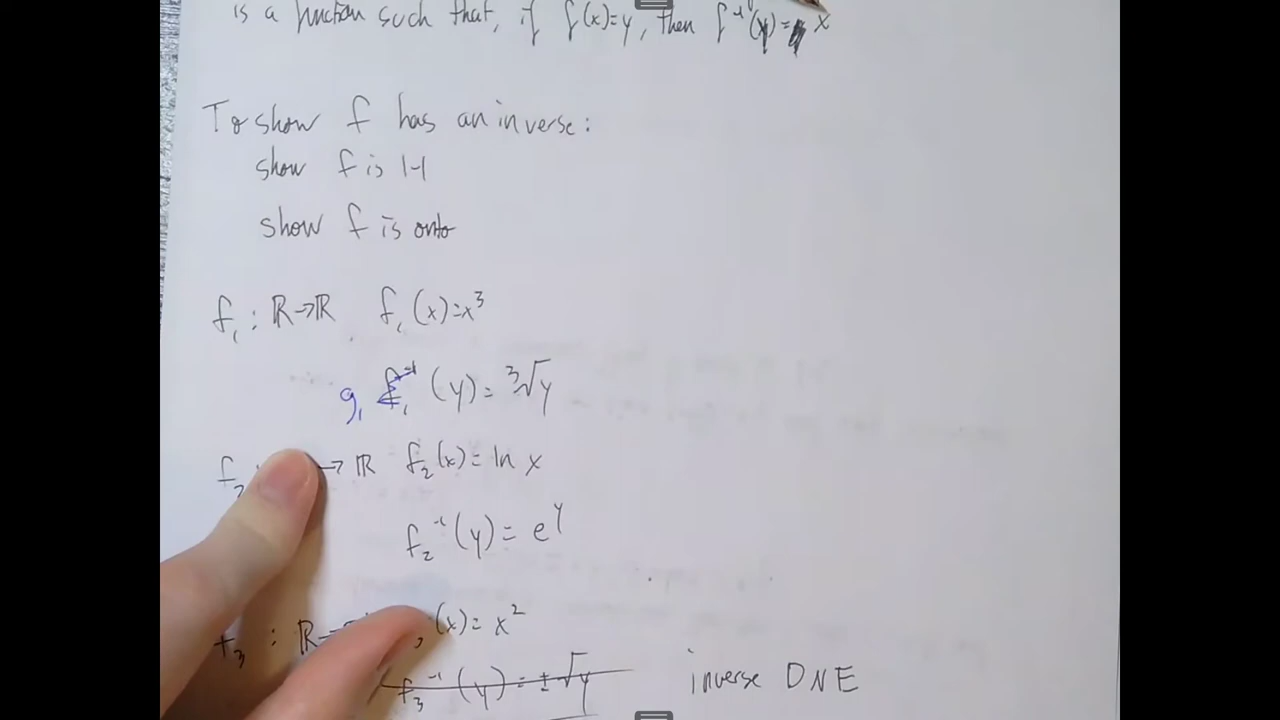 is a function such that, if f(x)=y, then f⁻¹(y)= x
To show f has an inverse:
show f is 1-1
show f is onto
f₁ : ℝ→ℝ f₁(x)=x³
g₁ f₁⁻¹(y) = ³√y
f₂ : → ℝ f₂(x) = ln x
f₂⁻¹(y) = eʸ
f₃ : ℝ→ (x) = x²
f₃⁻¹(y) = ±√y inverse DNE